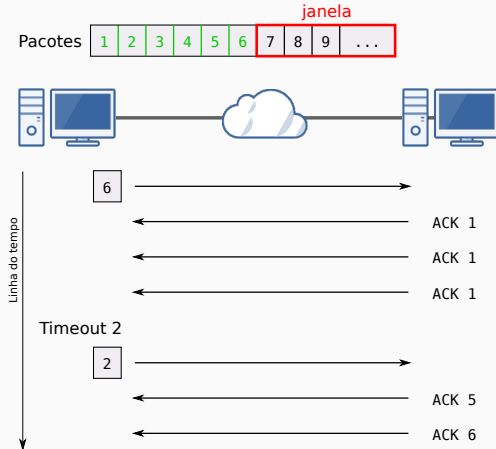 janela
Pacotes 1 2 3 4 5 6 7 8 9 ...
Linha do tempo
6
ACK 1
ACK 1
ACK 1
Timeout 2
2
ACK 5
ACK 6